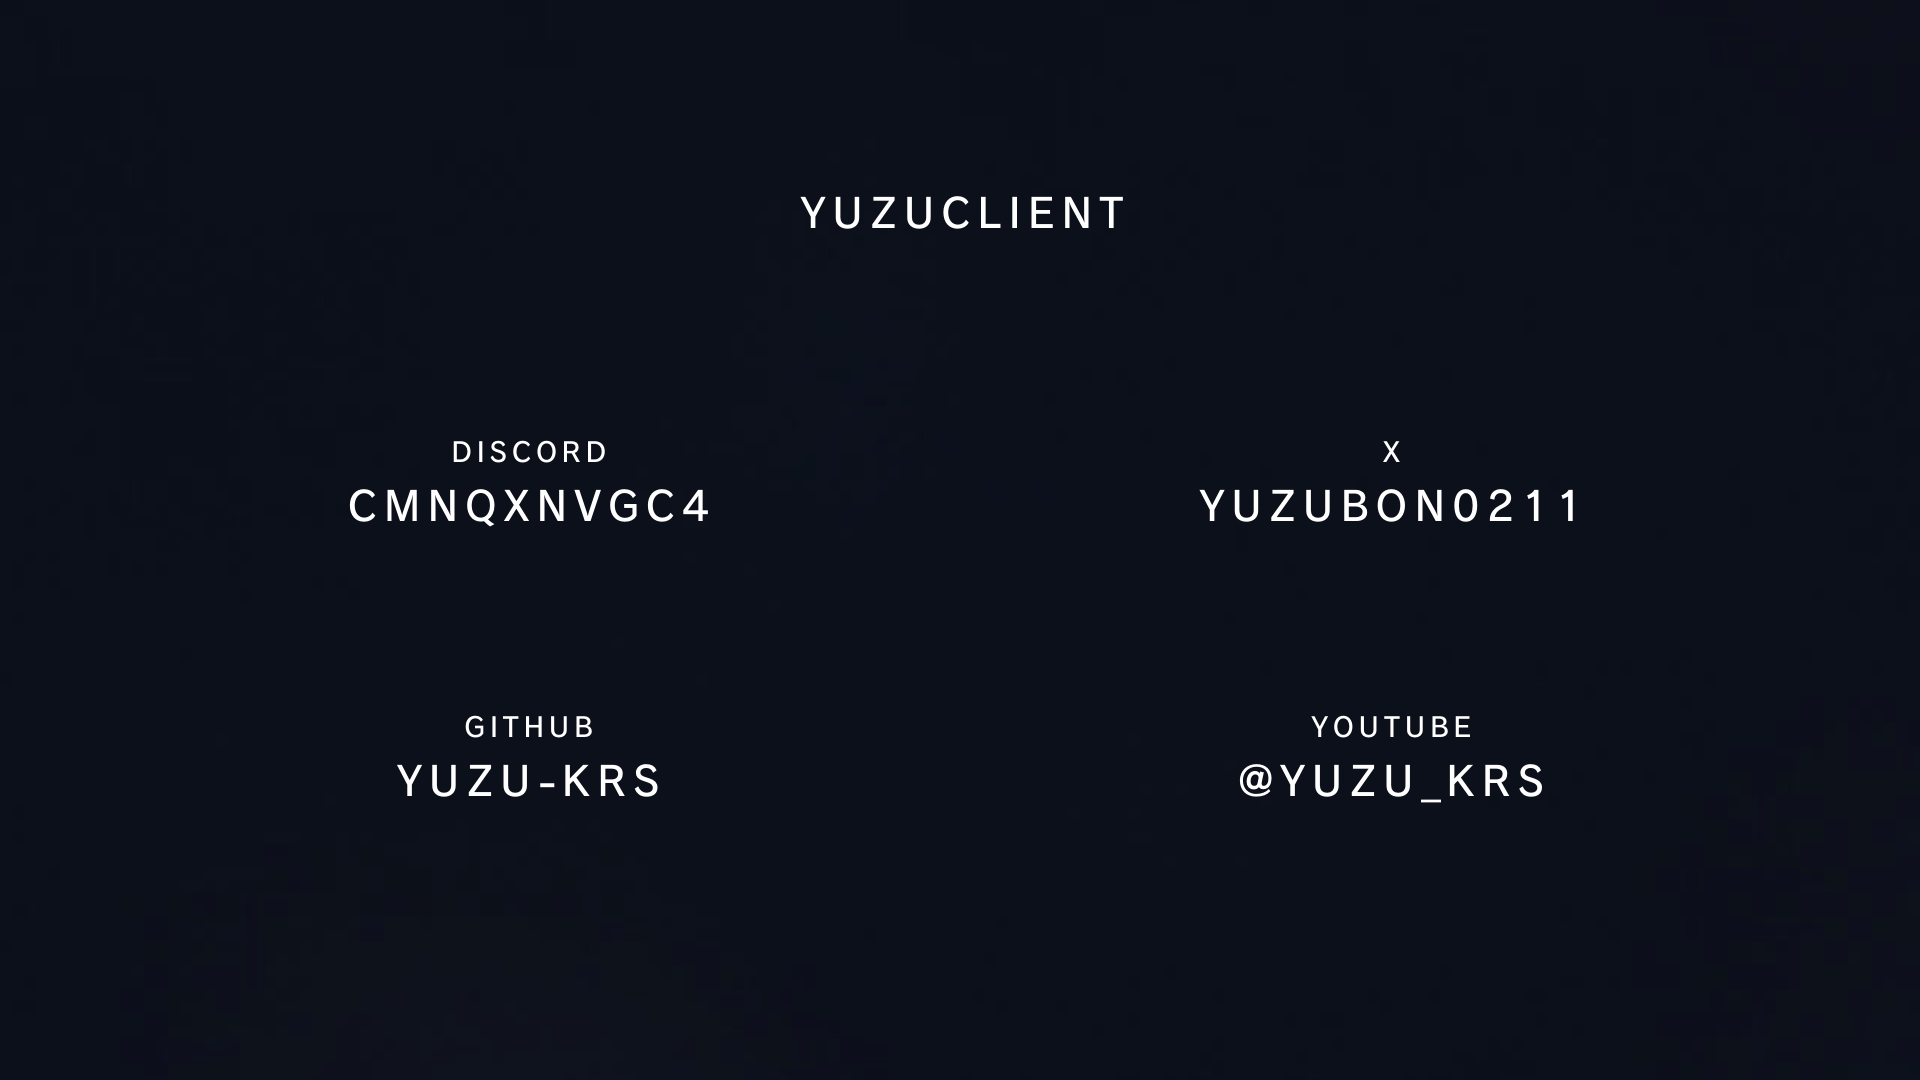 YUZUCLIENT
DISCORD
CMNQXNVGC4
X
YUZUBON0211
GITHUB
YUZU-KRS
YOUTUBE
@YUZU_KRS